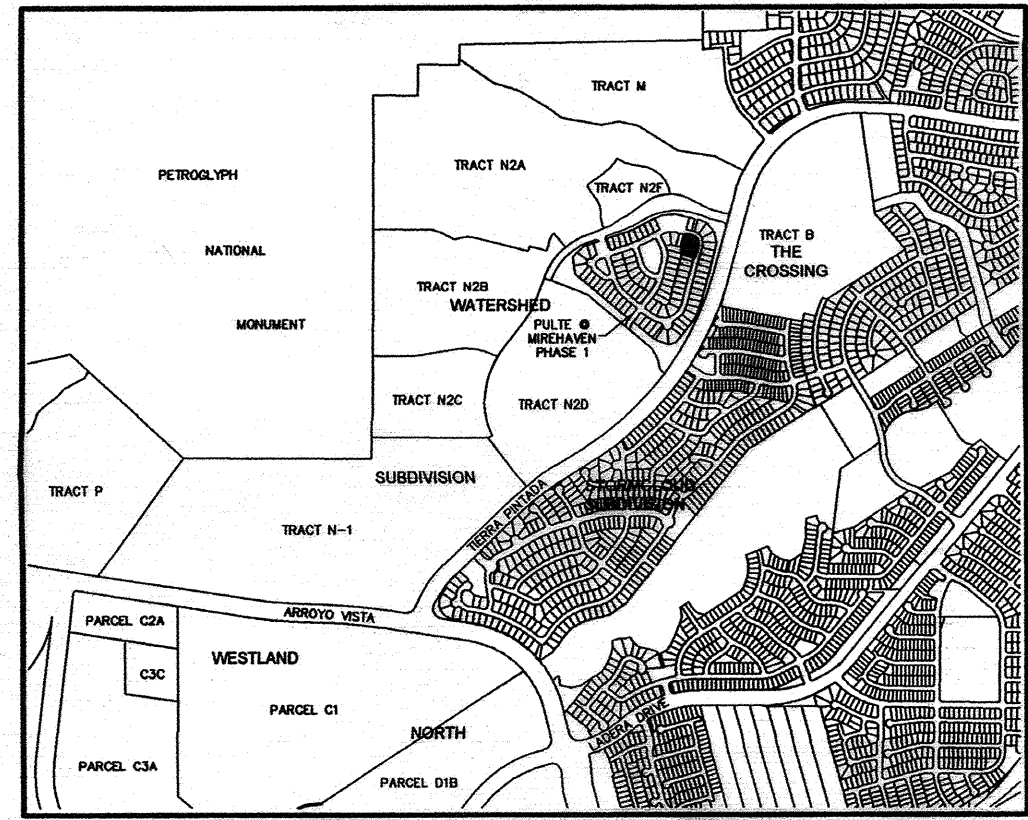 TRACT M
TRACT N2A
PETROGLYPH
TRACT N2F
TRACT B
THE
CROSSING
NATIONAL
TRACT N2B
WATERSHED
MONUMENT
PULTE @
MIREHAVEN
PHASE 1
TRACT N2C
TRACT N2D
SUBDIVISION
TRACT P
TIERRA PINTADA
SUBDIVISION
TRACT N-1
ARROYO VISTA
PARCEL C2A
WESTLAND
C3C
PARCEL C1
LADERA DRIVE
NORTH
PARCEL C3A
PARCEL D1B